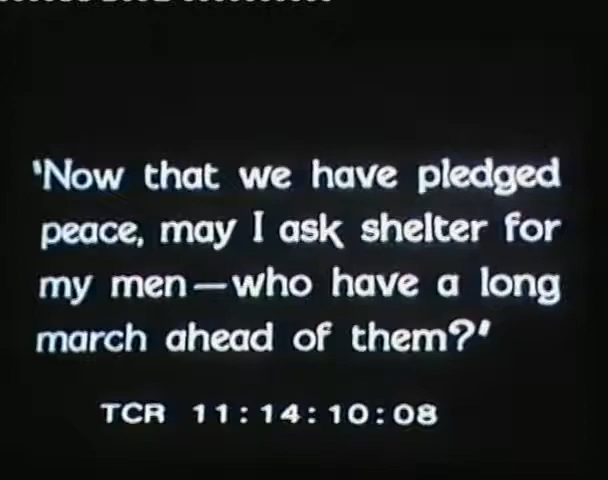 'Now that we have pledged
peace, may I ask shelter for
my men—who have a long
march ahead of them?'
TCR 11:14:10:08